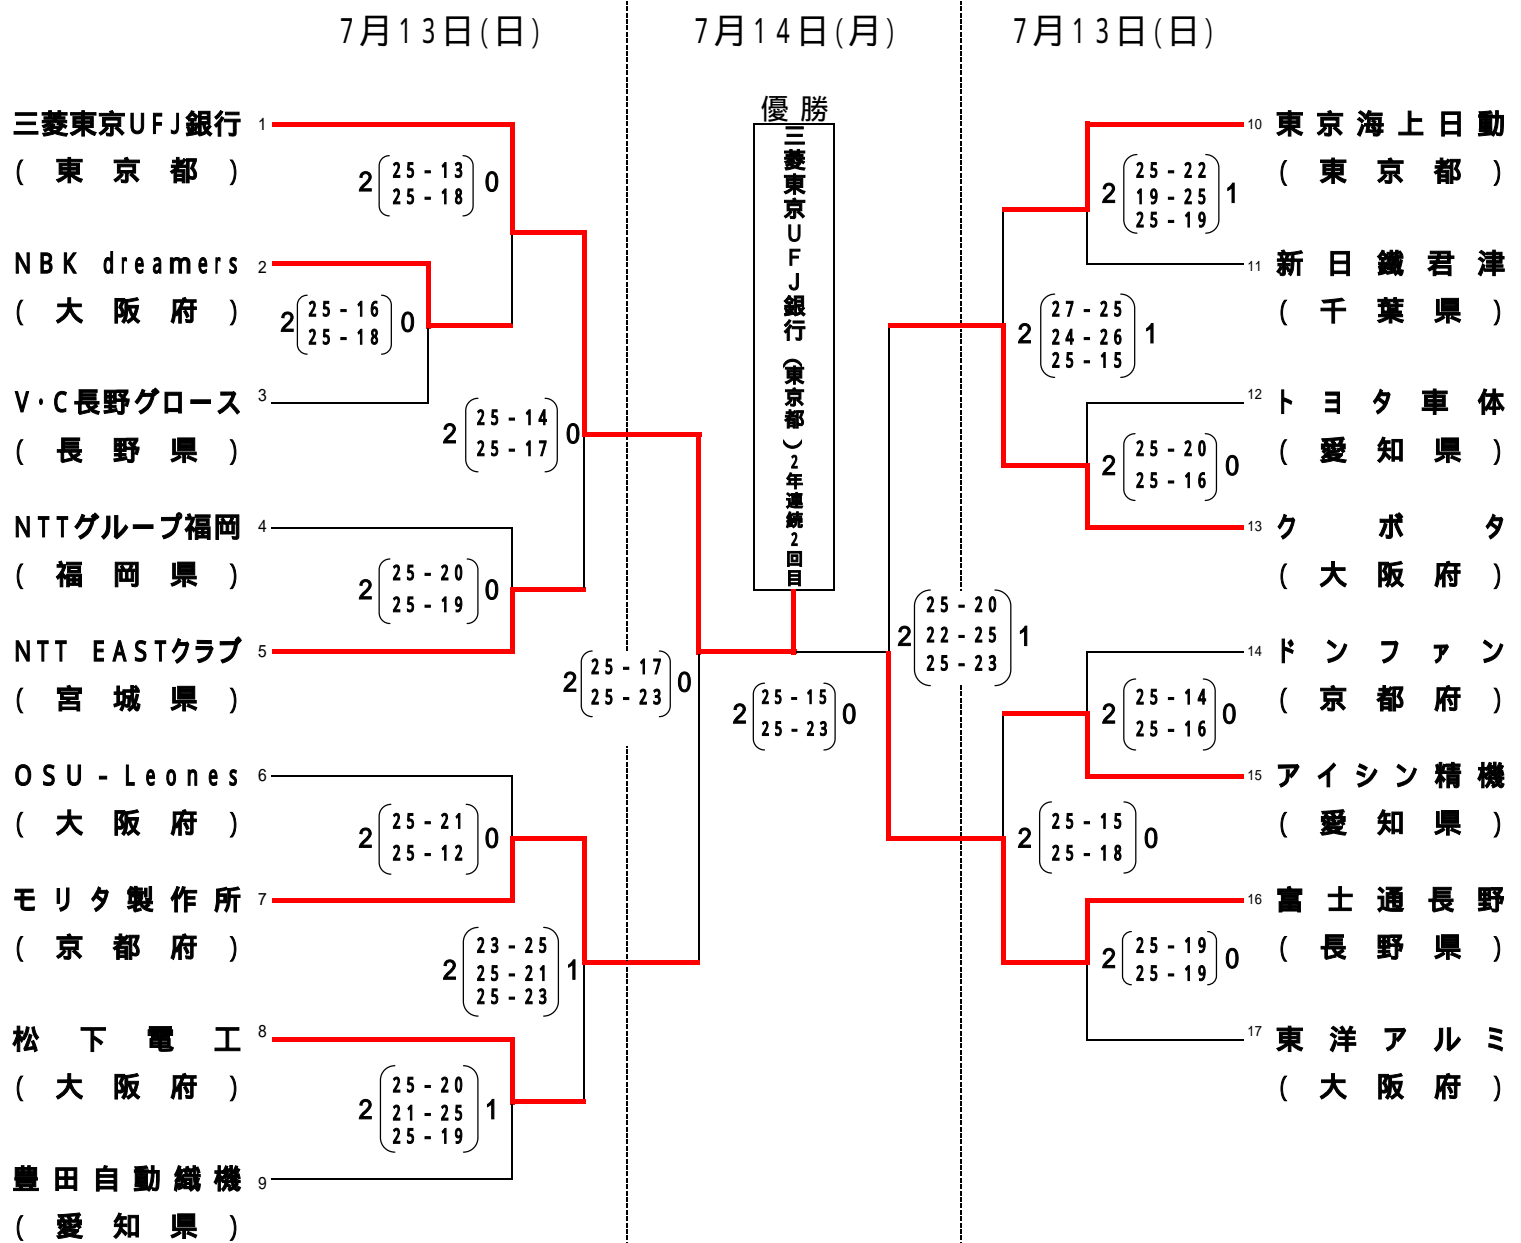 7月13日(日)
7月14日(月)
7月13日(日)
優勝
三菱東京UFJ銀行(東京都)2年連続2回目
三菱東京UFJ銀行 1
(東京都)
2 25-13 0
25-18
NBK dreamers 2
(大阪府)
2 25-16 0
25-18
V・C長野グロース 3
(長野県)
2 25-14 0
25-17
NTTグループ福岡 4
(福岡県)
2 25-20 0
25-19
NTT EASTクラブ 5
(宮城県)
2 25-17 0
25-23
OSU-Leones 6
(大阪府)
2 25-21 0
25-12
モリタ製作所 7
(京都府)
23-25
2 25-21 1
25-23
松下電工 8
(大阪府)
25-20
2 21-25 1
25-19
豊田自動織機 9
(愛知県)
2 25-15 0
25-23
25-20
2 22-25 1
25-23
10 東京海上日動
(東京都)
25-22
2 19-25 1
25-19
11 新日鐵君津
(千葉県)
27-25
2 24-26 1
25-15
12 トヨタ車体
(愛知県)
2 25-20 0
25-16
13 クボタ
(大阪府)
14 ドンファン
(京都府)
2 25-14 0
25-16
15 アイシン精機
(愛知県)
2 25-15 0
25-18
16 富士通長野
(長野県)
2 25-19 0
25-19
17 東洋アルミ
(大阪府)